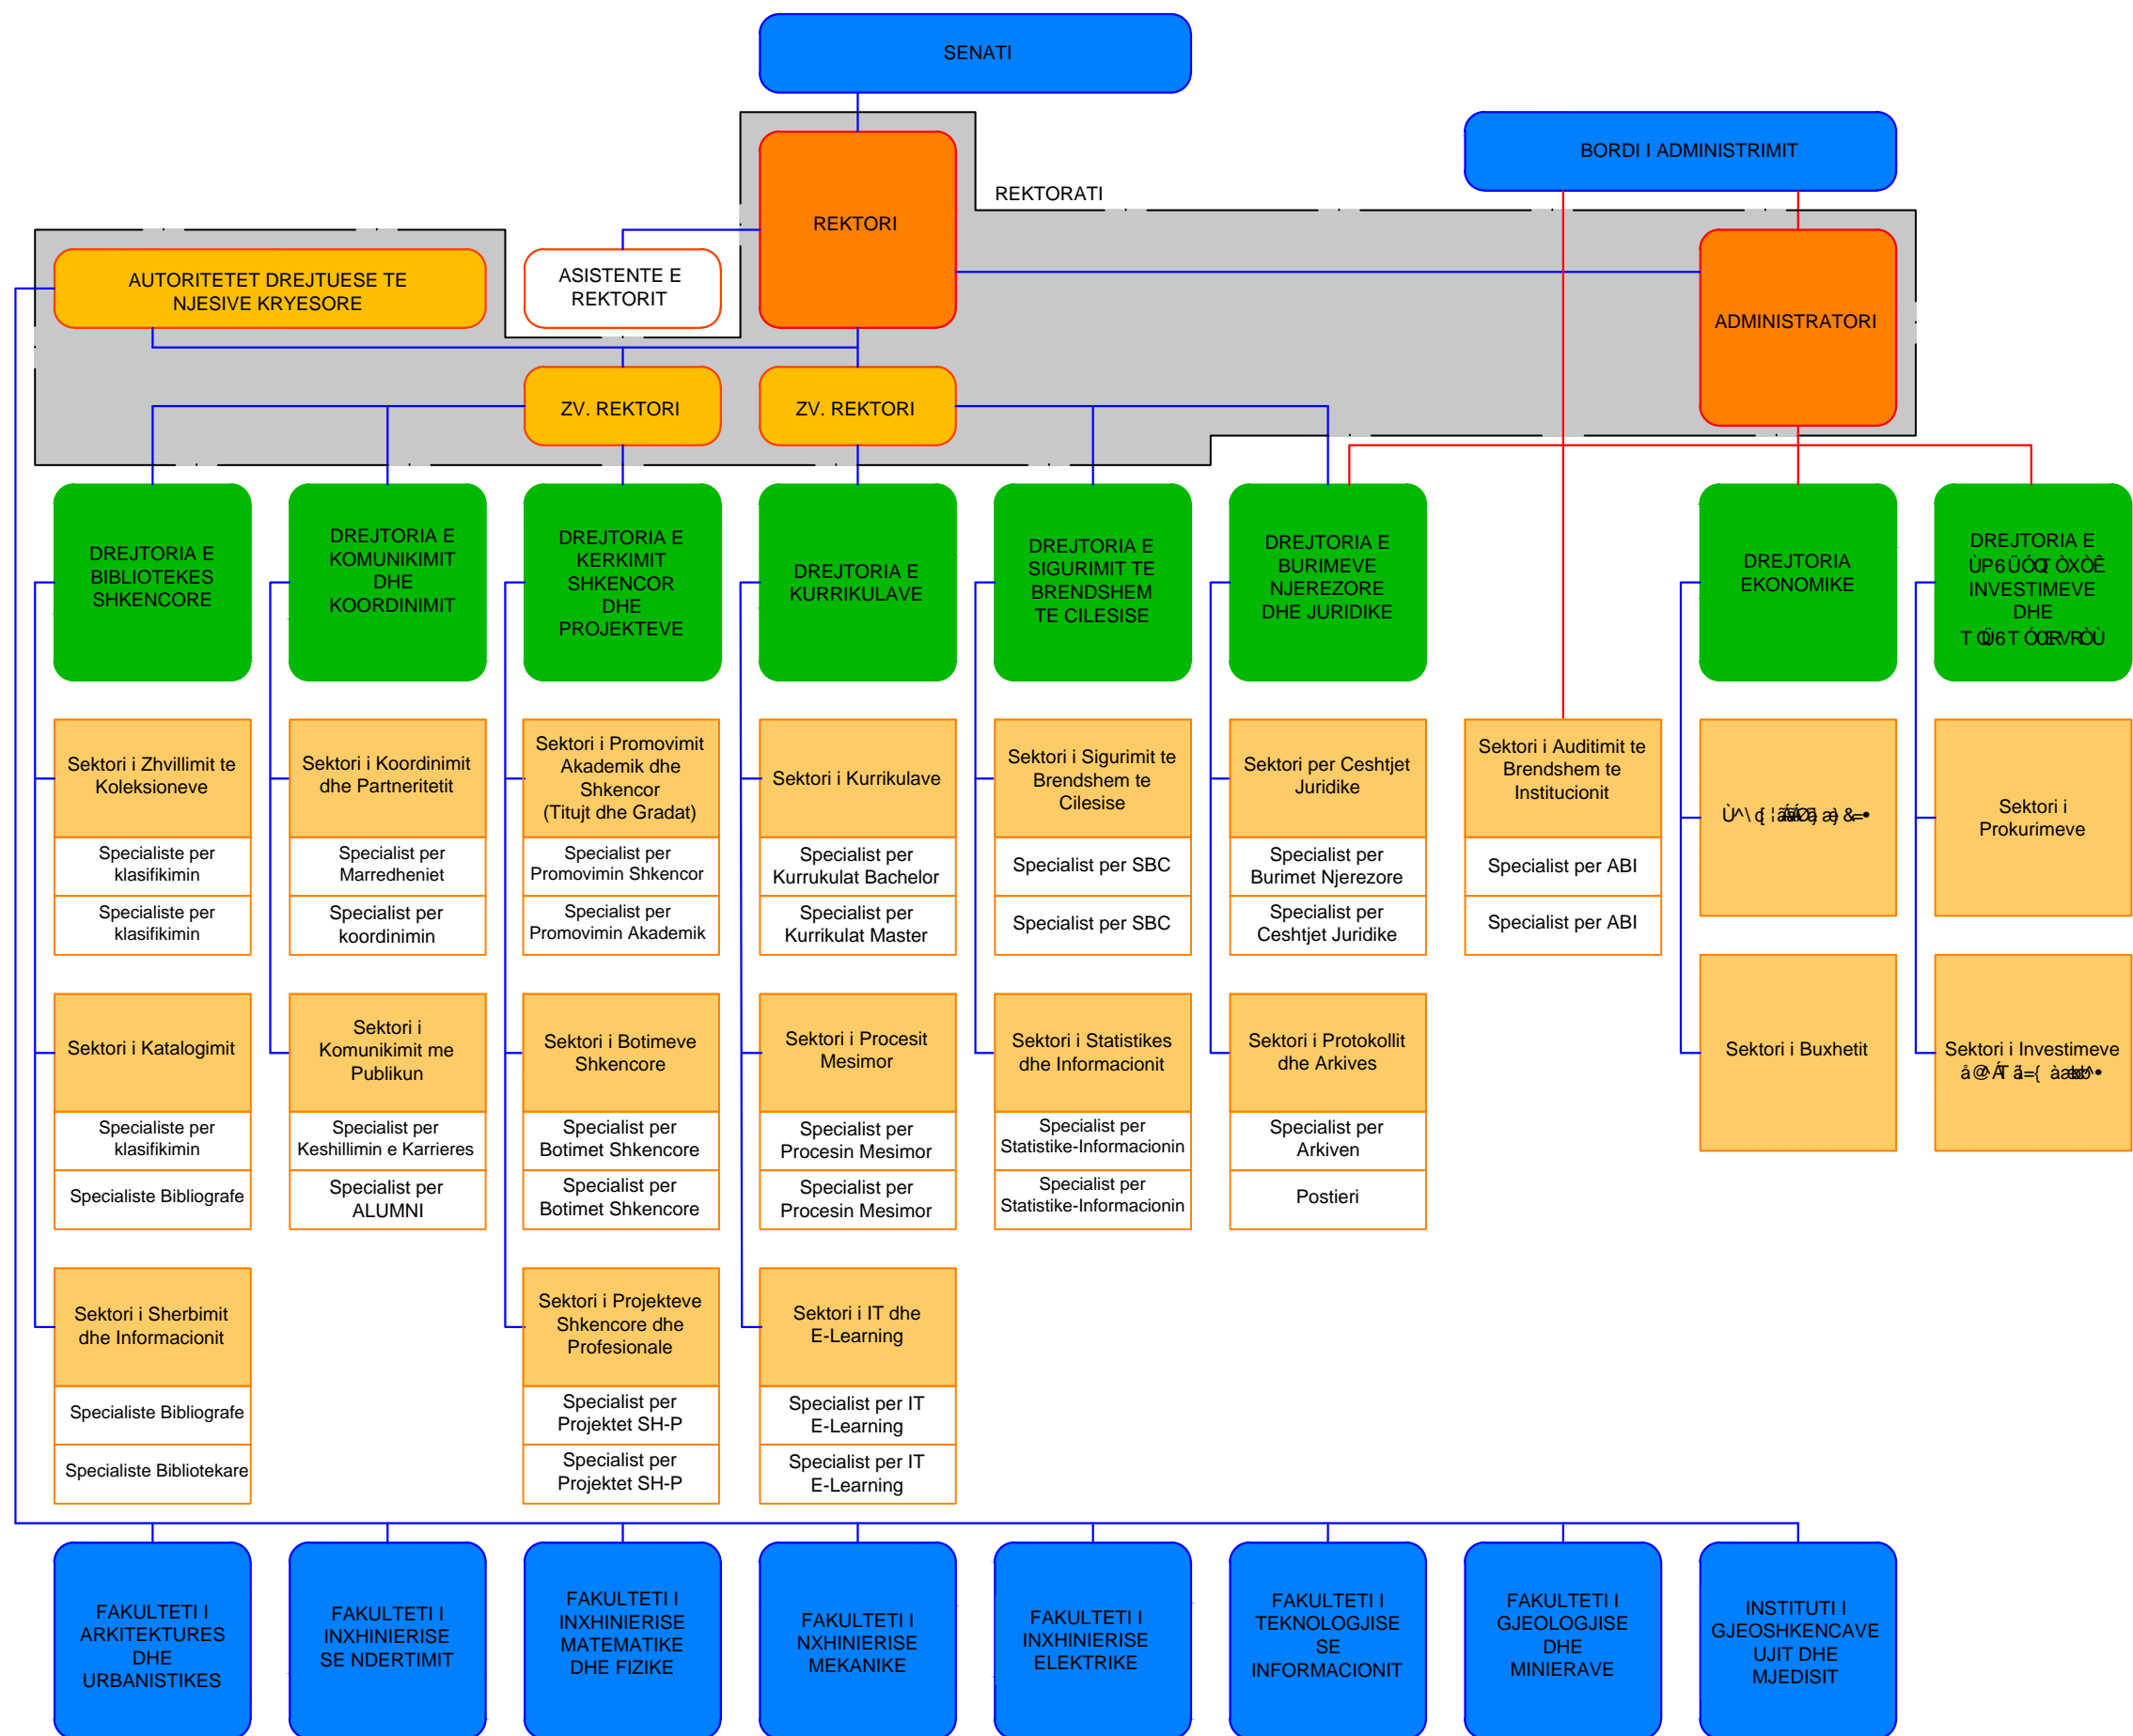 SENATI
BORDI I ADMINISTRIMIT
REKTORATI
REKTORI
AUTORITETET DREJTUESE TE
NJESIVE KRYESORE
ASISTENTE E
REKTORIT
ADMINISTRATORI
ZV. REKTORI
ZV. REKTORI
DREJTORIA E
BIBLIOTEKES
SHKENCORE
DREJTORIA E
KOMUNIKIMIT
DHE
KOORDINIMIT
DREJTORIA E
KERKIMIT
SHKENCOR
DHE
PROJEKTEVE
DREJTORIA E
KURRIKULAVE
DREJTORIA E
SIGURIMIT TE
BRENDSHEM
TE CILESISE
DREJTORIA E
BURIMEVE
NJEREZORE
DHE JURIDIKE
DREJTORIA
EKONOMIKE
DREJTORIA E
INVESTIMEVE
DHE
Sektori i Zhvillimit te
Koleksioneve
Specialiste per
klasifikimin
Specialiste per
klasifikimin
Sektori i Koordinimit
dhe Partneritetit
Specialist per
Marredheniet
Specialist per
koordinimin
Sektori i Promovimit
Akademik dhe
Shkencor
(Titujt dhe Gradat)
Specialist per
Promovimin Shkencor
Specialist per
Promovimin Akademik
Sektori i Kurrikulave
Specialist per
Kurrukulat Bachelor
Specialist per
Kurrikulat Master
Sektori i Sigurimit te
Brendshem te
Cilesise
Specialist per SBC
Specialist per SBC
Sektori per Ceshtjet
Juridike
Specialist per
Burimet Njerezore
Specialist per
Ceshtjet Juridike
Sektori i Auditimit te
Brendshem te
Institucionit
Specialist per ABI
Specialist per ABI
Sektori i
Prokurimeve
Sektori i Katalogimit
Specialiste per
klasifikimin
Specialiste Bibliografe
Sektori i
Komunikimit me
Publikun
Specialist per
Keshillimin e Karrieres
Specialist per
ALUMNI
Sektori i Botimeve
Shkencore
Specialist per
Botimet Shkencore
Specialist per
Botimet Shkencore
Sektori i Procesit
Mesimor
Specialist per
Procesin Mesimor
Specialist per
Procesin Mesimor
Sektori i Statistikes
dhe Informacionit
Specialist per
Statistike-Informacionin
Specialist per
Statistike-Informacionin
Sektori i Protokollit
dhe Arkives
Specialist per
Arkiven
Postieri
Sektori i Buxhetit
Sektori i Investimeve
Sektori i Sherbimit
dhe Informacionit
Specialiste Bibliografe
Specialiste Bibliotekare
Sektori i Projekteve
Shkencore dhe
Profesionale
Specialist per
Projektet SH-P
Specialist per
Projektet SH-P
Sektori i IT dhe
E-Learning
Specialist per IT
E-Learning
Specialist per IT
E-Learning
FAKULTETI I
ARKITEKTURES
DHE
URBANISTIKES
FAKULTETI I
INXHINIERISE
SE NDERTIMIT
FAKULTETI I
INXHINIERISE
MATEMATIKE
DHE FIZIKE
FAKULTETI I
NXHINIERISE
MEKANIKE
FAKULTETI I
INXHINIERISE
ELEKTRIKE
FAKULTETI I
TEKNOLOGJISE
SE
INFORMACIONIT
FAKULTETI I
GJEOLOGJISE
DHE
MINIERAVE
INSTITUTI I
GJEOSHKENCAVE
UJIT DHE
MJEDISIT